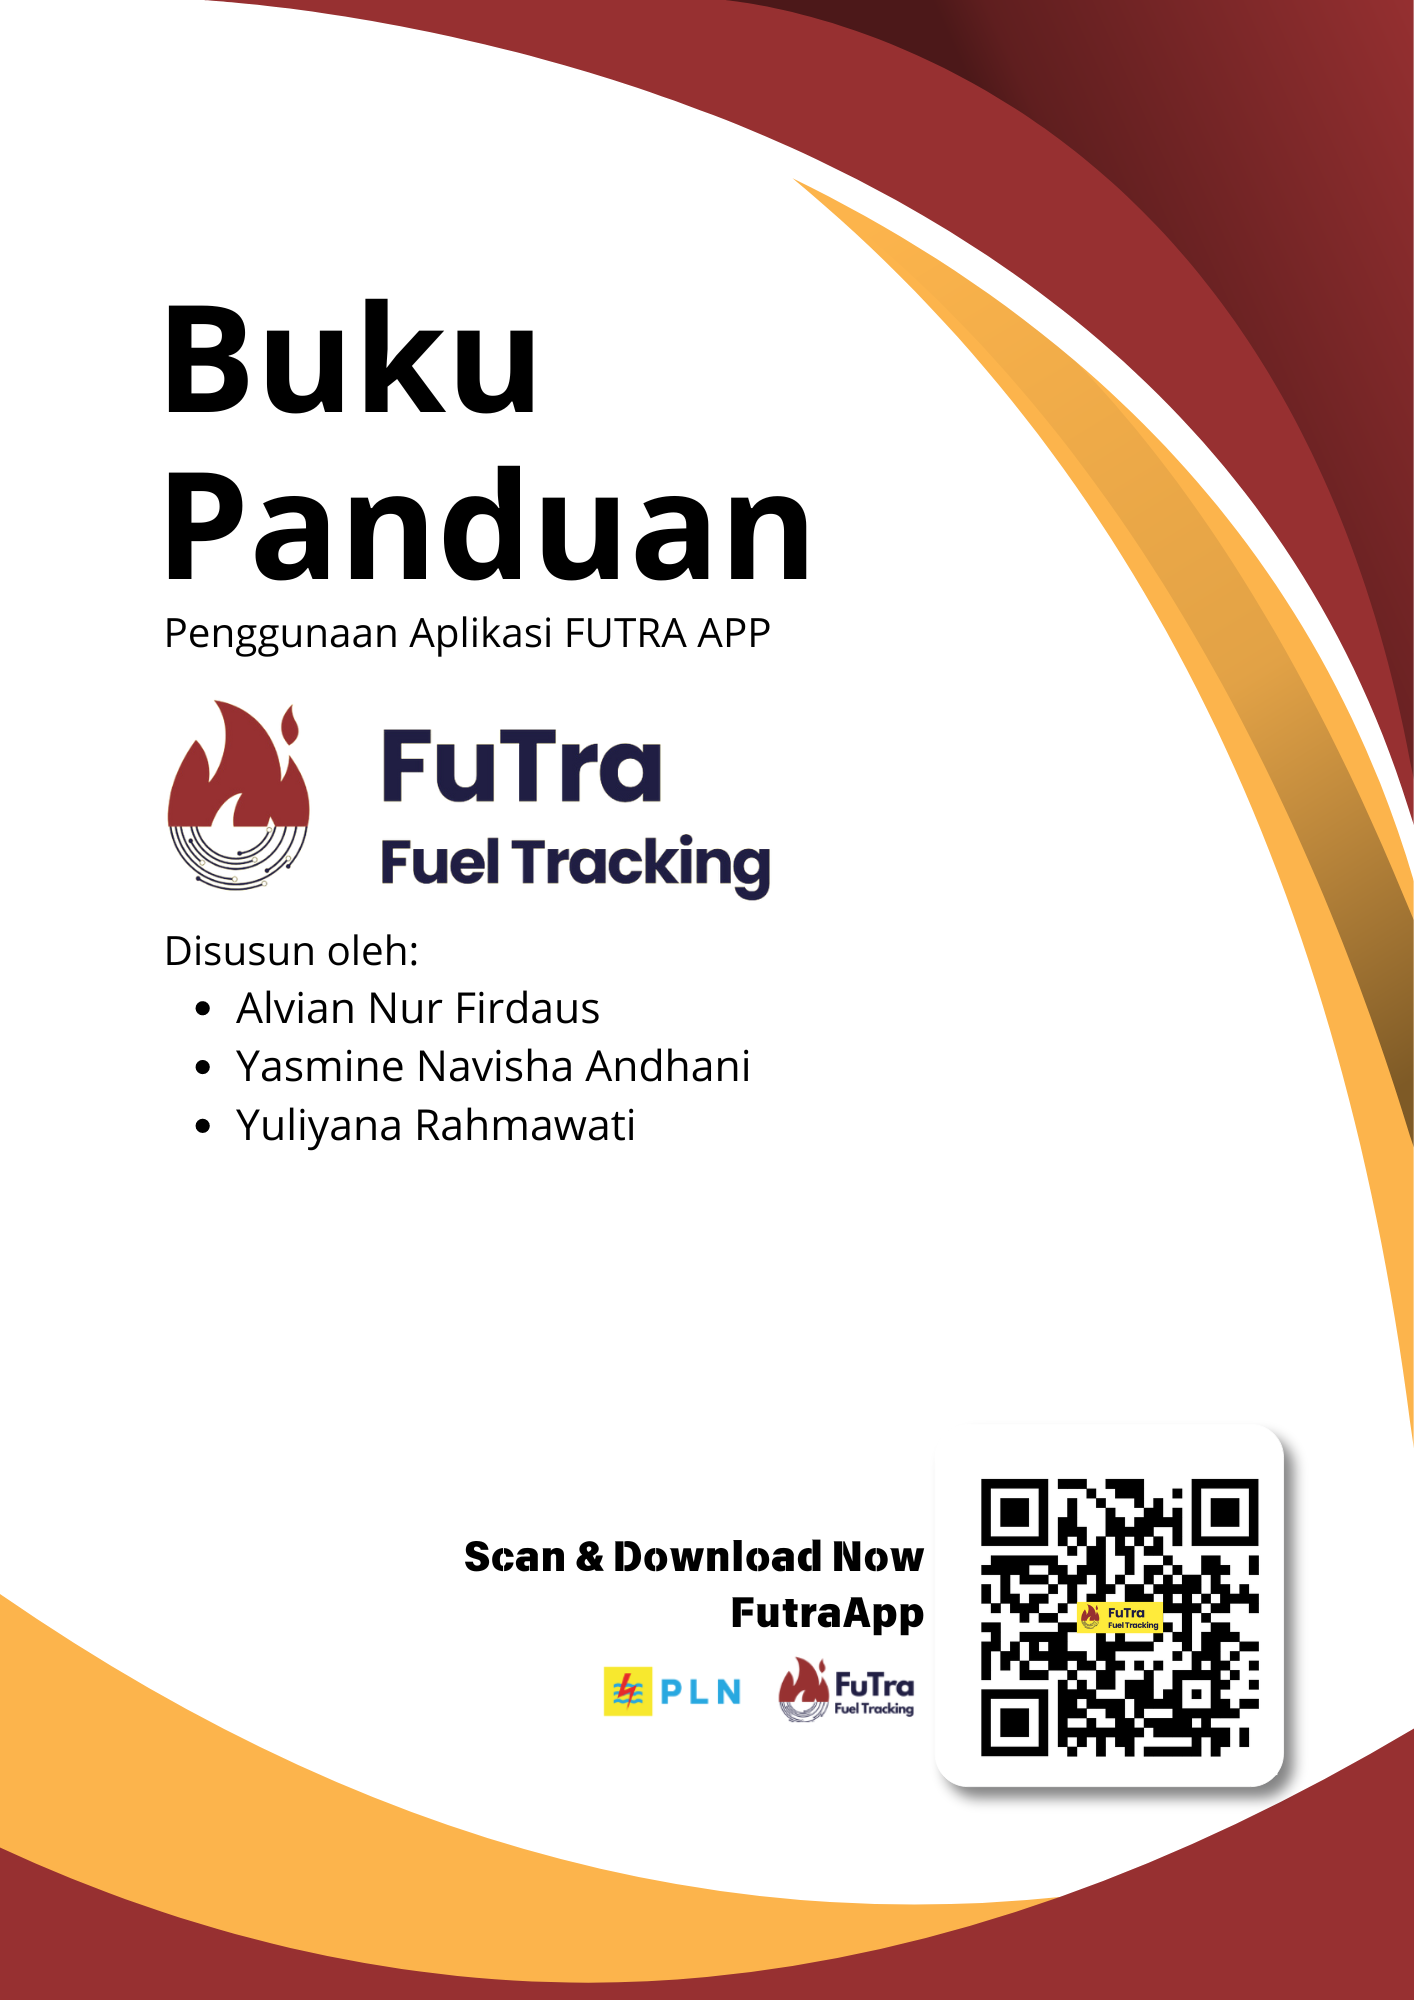 Buku
Panduan
Penggunaan Aplikasi FUTRA APP
FuTra
Fuel Tracking
Disusun oleh:
• Alvian Nur Firdaus
• Yasmine Navisha Andhani
• Yuliyana Rahmawati
Scan & Download Now
FutraApp
PLN
FuTra
Fuel Tracking
FuTra
Fuel Tracking